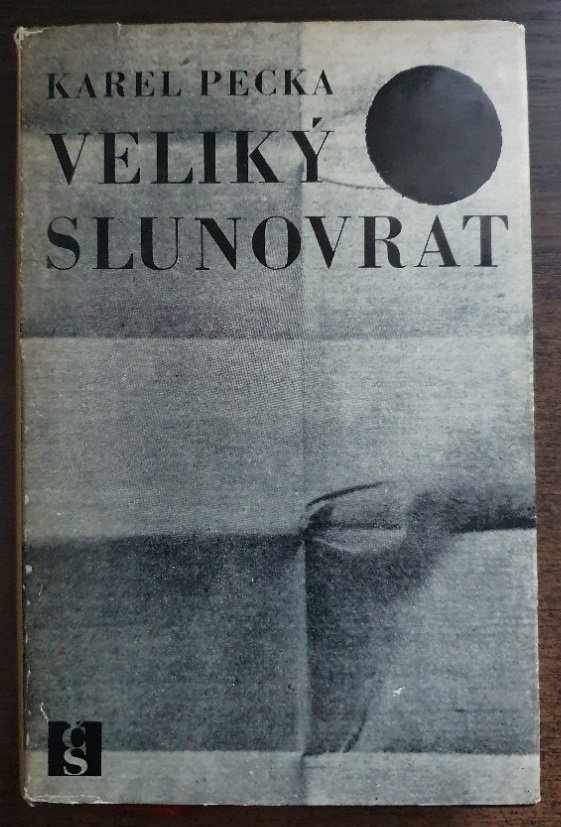 KAREL PECKA
VELIKÝ
SLUNOVRAT
čs